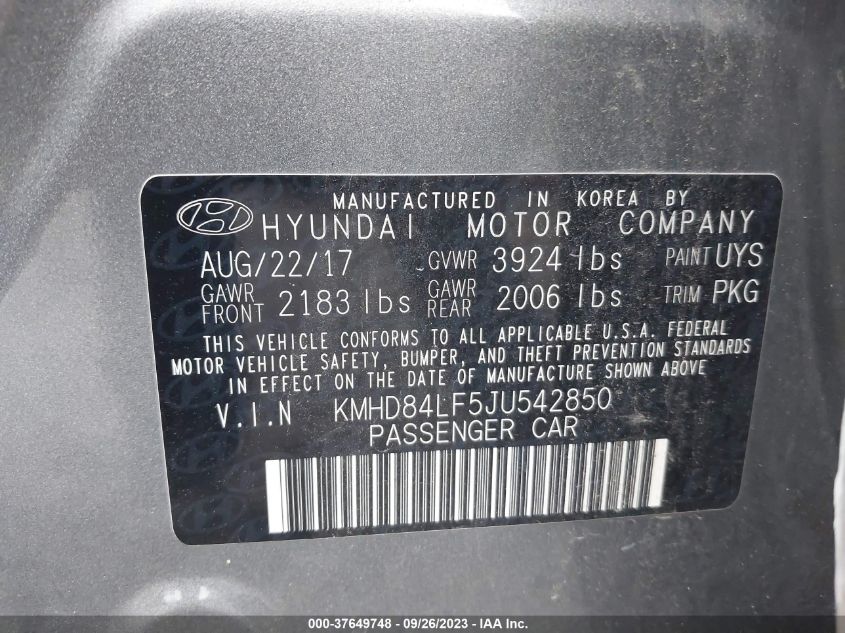 MANUFACTURED IN KOREA BY
HYUNDAI MOTOR COMPANY
AUG/22/17 GVWR 3924 lbs PAINT UYS
GAWR FRONT 2183 lbs GAWR REAR 2006 lbs TRIM PKG
THIS VEHICLE CONFORMS TO ALL APPLICABLE U.S.A. FEDERAL
MOTOR VEHICLE SAFETY, BUMPER, AND THEFT PREVENTION STANDARDS
IN EFFECT ON THE DATE OF MANUFACTURE SHOWN ABOVE.
V.I.N KMHD84LF5JU542850
PASSENGER CAR
000-37649748 - 09/26/2023 - IAA Inc.